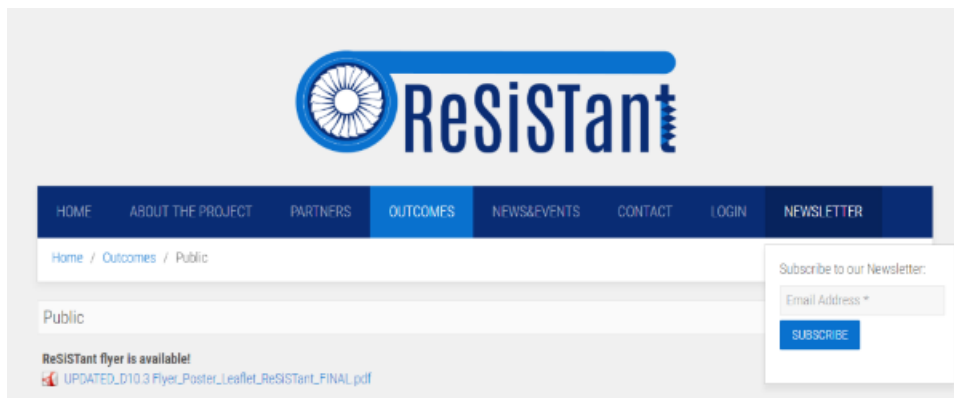 ReSiSTant
HOME ABOUT THE PROJECT PARTNERS OUTCOMES NEWS&EVENTS CONTACT LOGIN NEWSLETTER
Home / Outcomes / Public
Subscribe to our Newsletter:
Email Address *
SUBSCRIBE
Public
ReSiSTant flyer is available!
UPDATED_D10.3 Flyer_Poster_Leaflet_ReSiSTant_FINAL.pdf